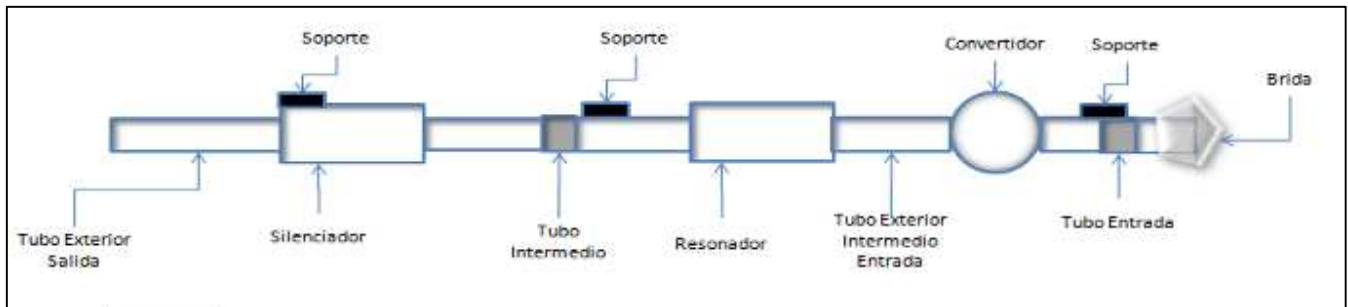 Soporte
Soporte
Convertidor
Soporte
Brida
Tubo Exterior
Salida
Silenciador
Tubo
Intermedio
Resonador
Tubo Exterior
Intermedio
Entrada
Tubo Entrada